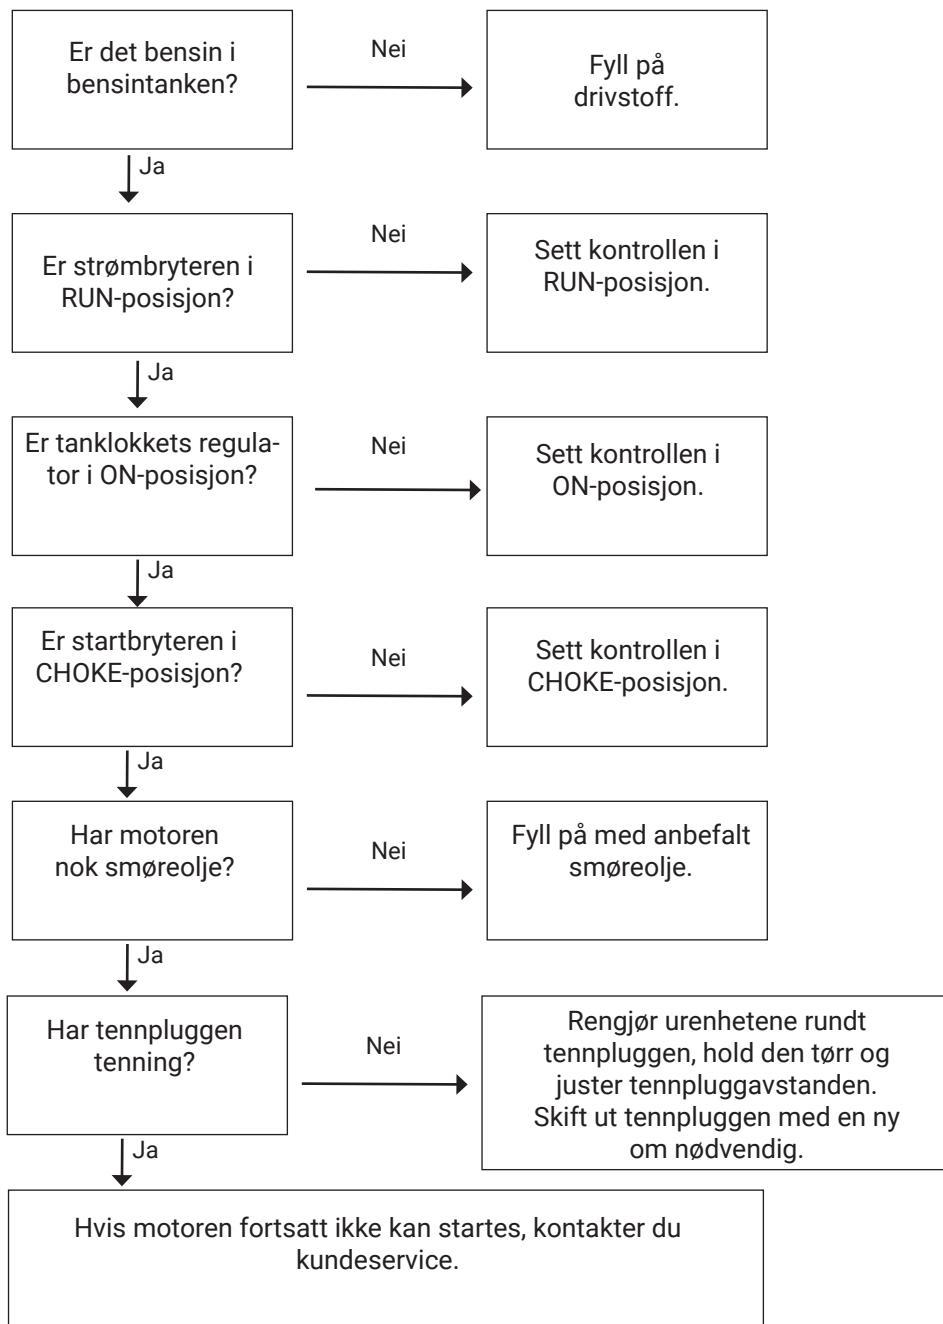 Er det bensin i
bensintanken?
Nei
Fyll på
drivstoff.
Ja
Er strømbryteren i
RUN-posisjon?
Nei
Sett kontrollen i
RUN-posisjon.
Ja
Er tanklokkets regula-
tor i ON-posisjon?
Nei
Sett kontrollen i
ON-posisjon.
Ja
Er startbryteren i
CHOKE-posisjon?
Nei
Sett kontrollen i
CHOKE-posisjon.
Ja
Har motoren
nok smøreolje?
Nei
Fyll på med anbefalt
smøreolje.
Ja
Har tennpluggen
tenning?
Nei
Rengjør urenhetene rundt
tennpluggen, hold den tørr og
juster tennpluggavstanden.
Skift ut tennpluggen med en ny
om nødvendig.
Ja
Hvis motoren fortsatt ikke kan startes, kontakter du
kundeservice.